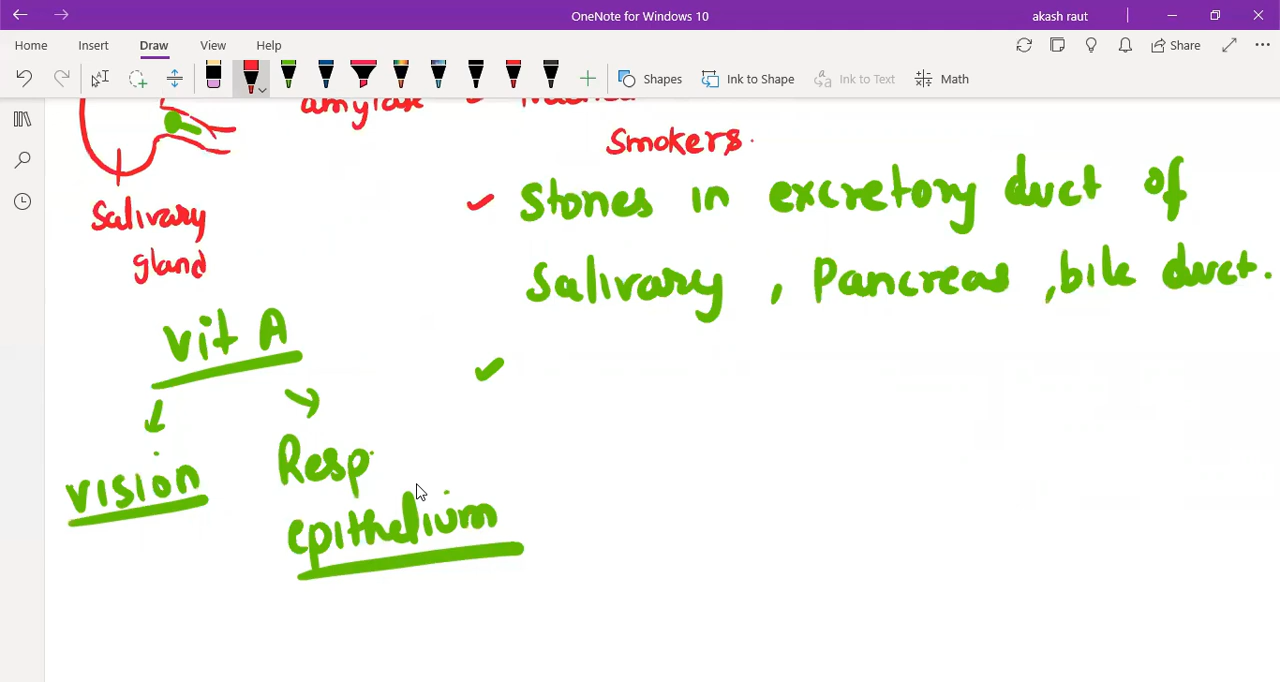 OneNote for Windows 10
akash raut
Home Insert Draw View Help
Share
Shapes Ink to Shape Ink to Text Math
amylase
Smokers.
Stones in excretory duct of
Salivary
gland
Salivary, Pancreas, bile duct.
vit A
vision
Resp.
epithelium